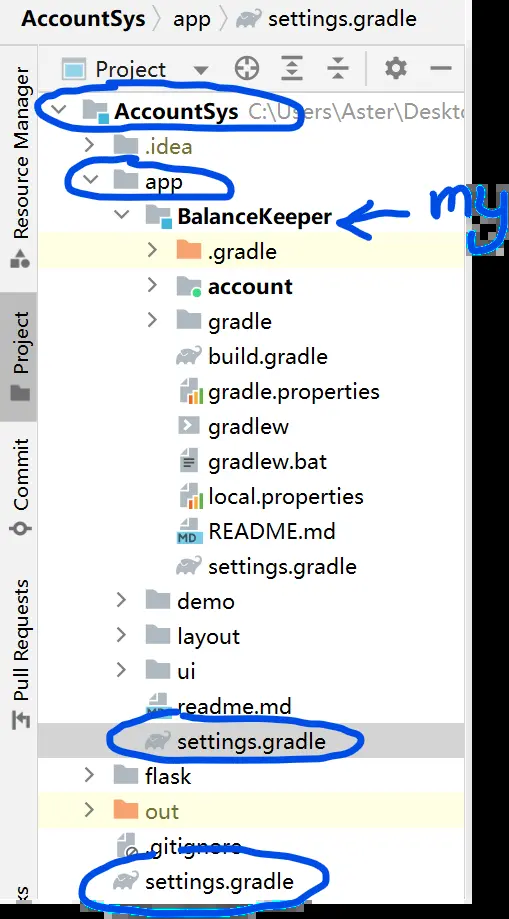 AccountSys app settings.gradle
Project
AccountSys C:\Users\Aster\Deskto
.idea
app
BalanceKeeper my
.gradle
account
gradle
build.gradle
gradle.properties
gradlew
gradlew.bat
local.properties
MD README.md
settings.gradle
demo
layout
ui
readme.md
settings.gradle
flask
out
.gitignore
settings.gradle
Resource Manager
Project
Commit
Pull Requests